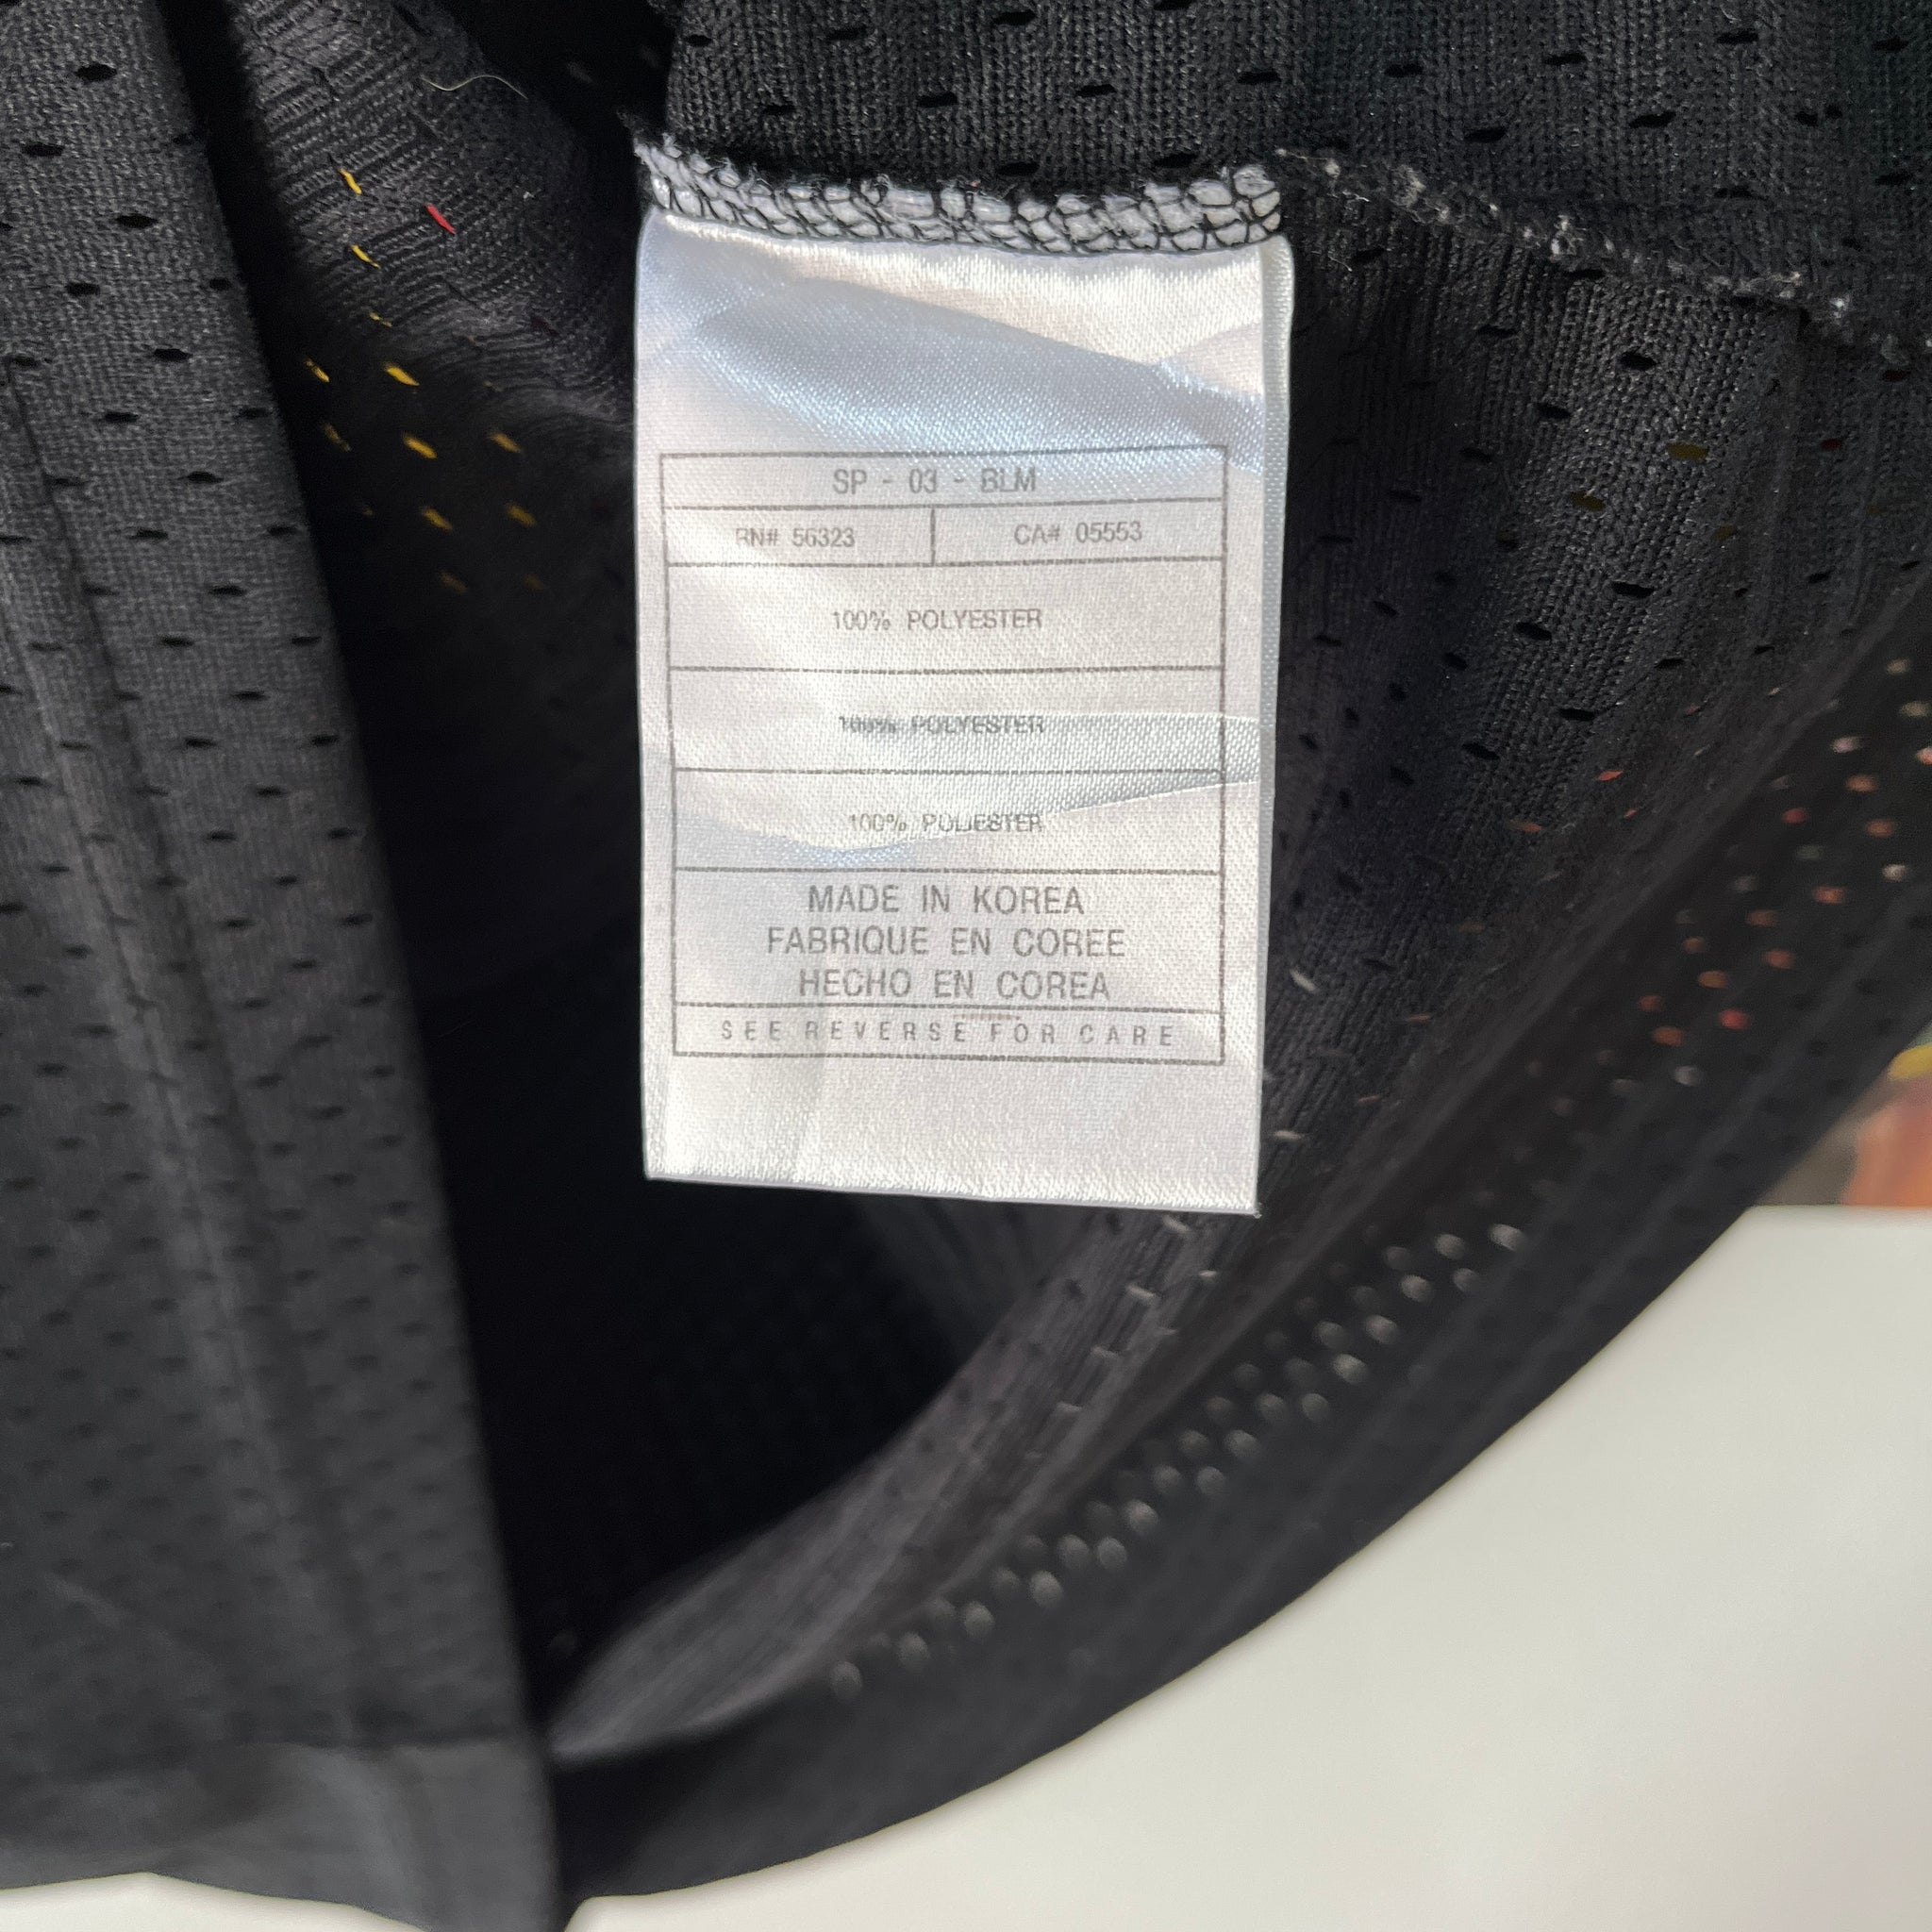 SP - 03 - BLM
RN# 56323 CA# 05553
100% POLYESTER
100% POLYESTER
100% POLIESTER
MADE IN KOREA
FABRIQUE EN COREE
HECHO EN COREA
SEE REVERSE FOR CARE